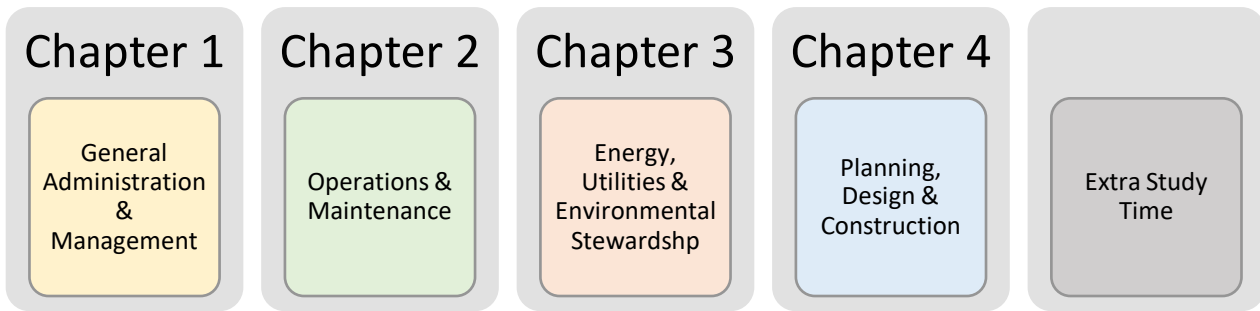 Chapter 1
General
Administration
&
Management
Chapter 2
Operations &
Maintenance
Chapter 3
Energy,
Utilities &
Environmental
Stewardshp
Chapter 4
Planning,
Design &
Construction
Extra Study
Time